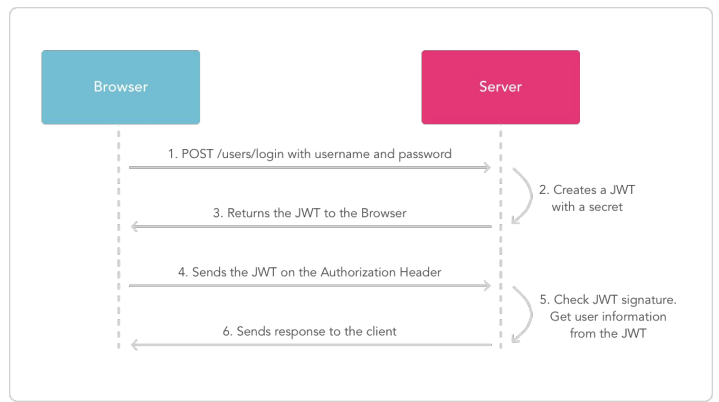 Browser
Server
1. POST /users/login with username and password
2. Creates a JWT
with a secret
3. Returns the JWT to the Browser
4. Sends the JWT on the Authorization Header
5. Check JWT signature.
Get user information
from the JWT
6. Sends response to the client